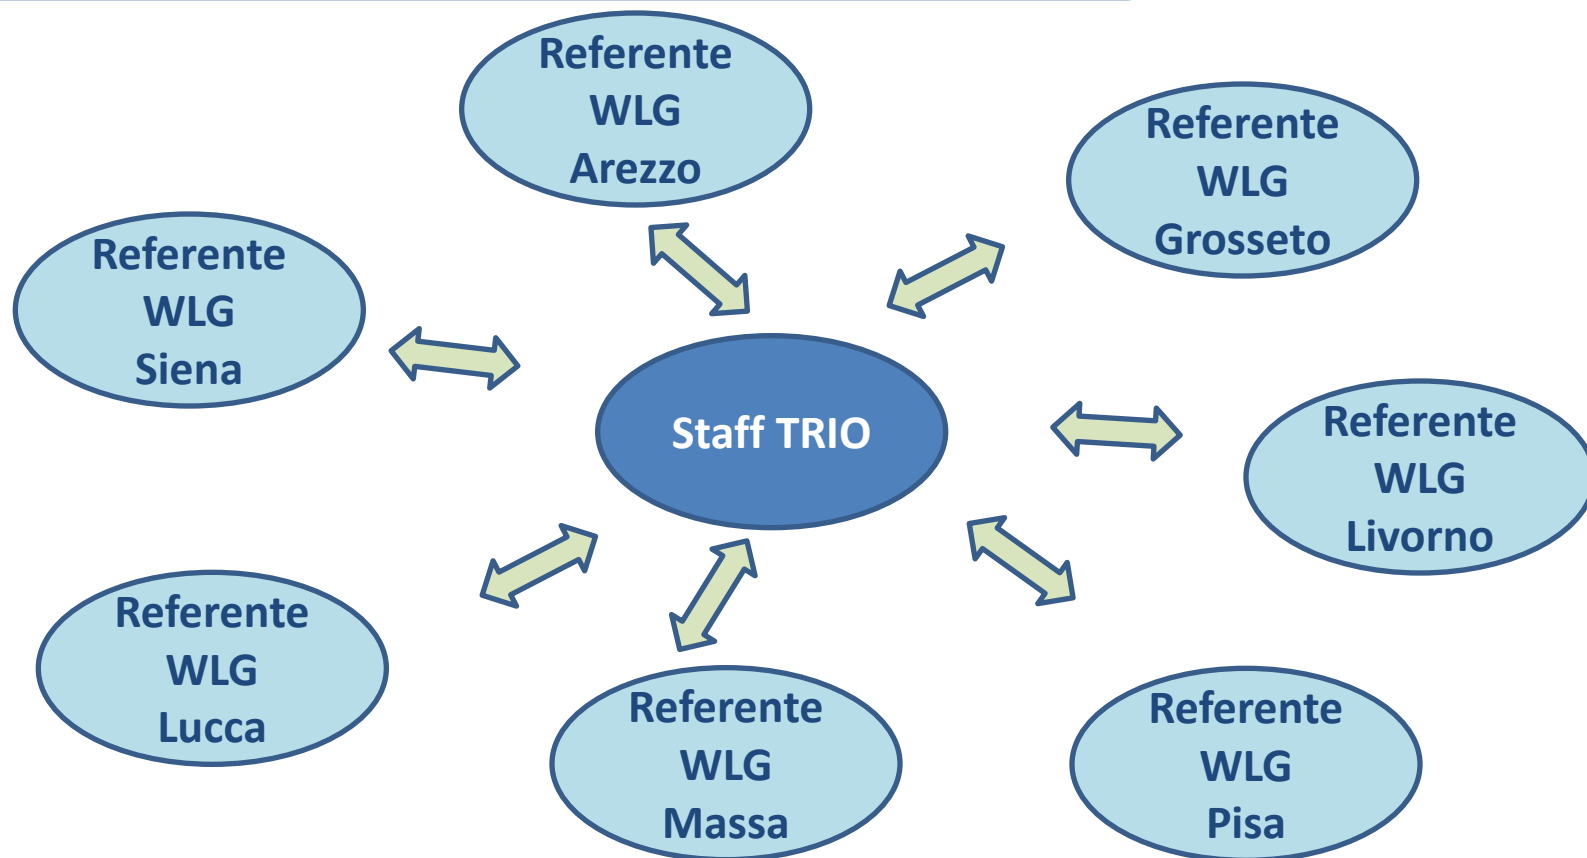 Referente
WLG
Arezzo
Referente
WLG
Grosseto
Referente
WLG
Siena
Staff TRIO
Referente
WLG
Livorno
Referente
WLG
Lucca
Referente
WLG
Massa
Referente
WLG
Pisa